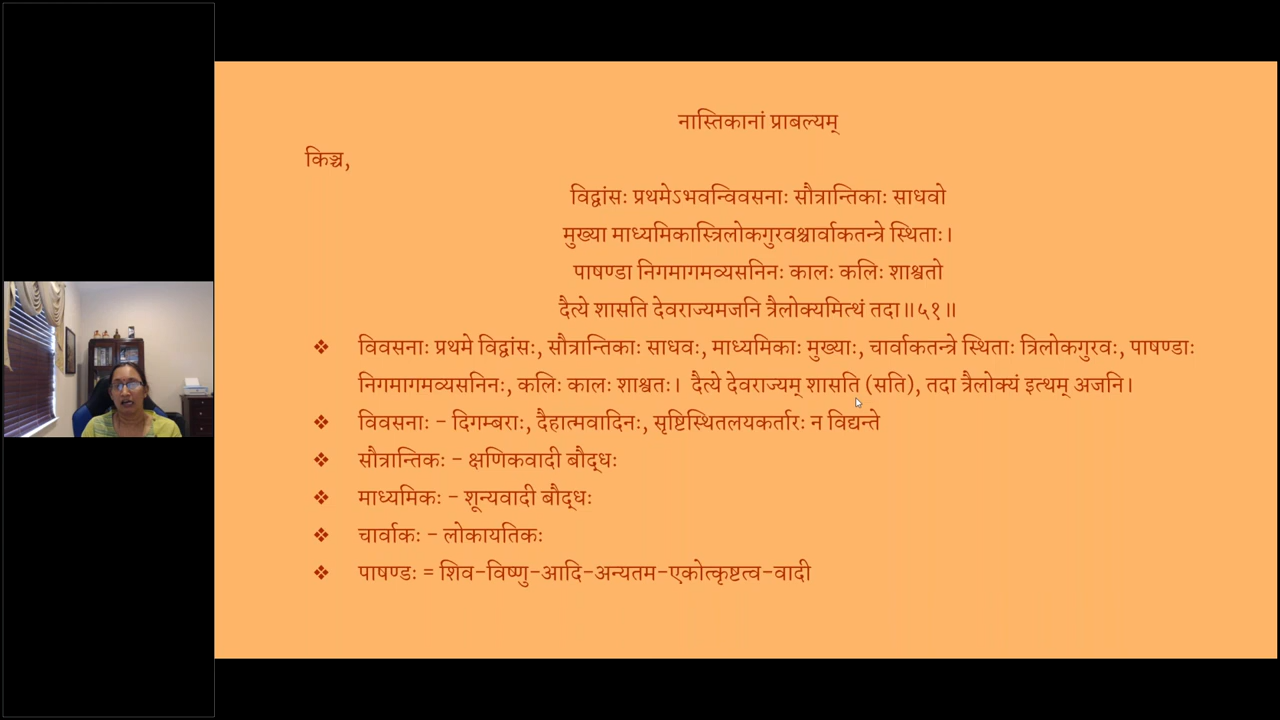 नास्तिकानां प्राबल्यम्
किञ्च,
विद्वांसः प्रथमेऽभवन्विवसनाः सौत्रान्तिकाः साधवो
मुख्या माध्यमिकास्त्रिलोकगुरवश्चार्वाकतन्त्रे स्थिताः।
पाषण्डा निगमागमव्यसनिनः कालः कलिः शाश्वतो
दैत्ये शासति देवराज्यमजनि त्रैलोक्यमित्थं तदा॥५१॥
❖ विवसनाः प्रथमे विद्वांसः, सौत्रान्तिकाः साधवः, माध्यमिकाः मुख्याः, चार्वाकतन्त्रे स्थिताः त्रिलोकगुरवः, पाषण्डाः
निगमागमव्यसनिनः, कलिः कालः शाश्वतः। दैत्ये देवराज्यम् शासति (सति), तदा त्रैलोक्यं इत्थम् अजनि।
❖ विवसनाः - दिगम्बराः, दैहात्मवादिनः, सृष्टिस्थितलयकर्तारः न विद्यन्ते
❖ सौत्रान्तिकः - क्षणिकवादी बौद्धः
❖ माध्यमिकः - शून्यवादी बौद्धः
❖ चार्वाकः - लोकायतिकः
❖ पाषण्डः = शिव-विष्णु-आदि-अन्यतम-एकोत्कृष्टत्व-वादी